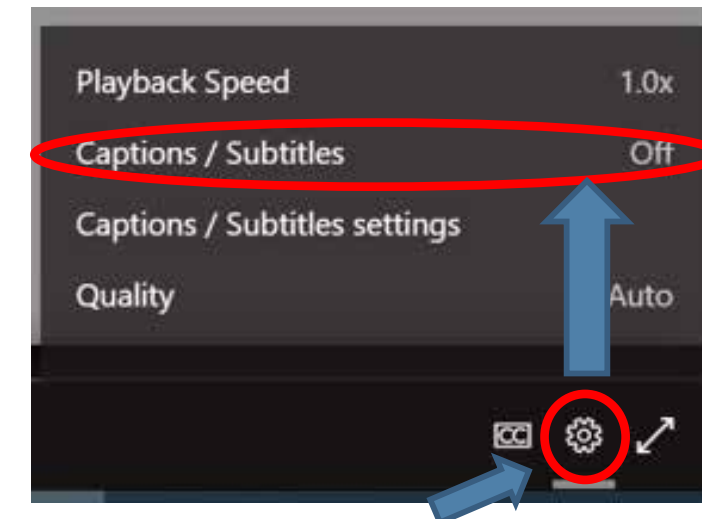 Playback Speed 1.0x
Captions / Subtitles Off
Captions / Subtitles settings
Quality Auto
CC